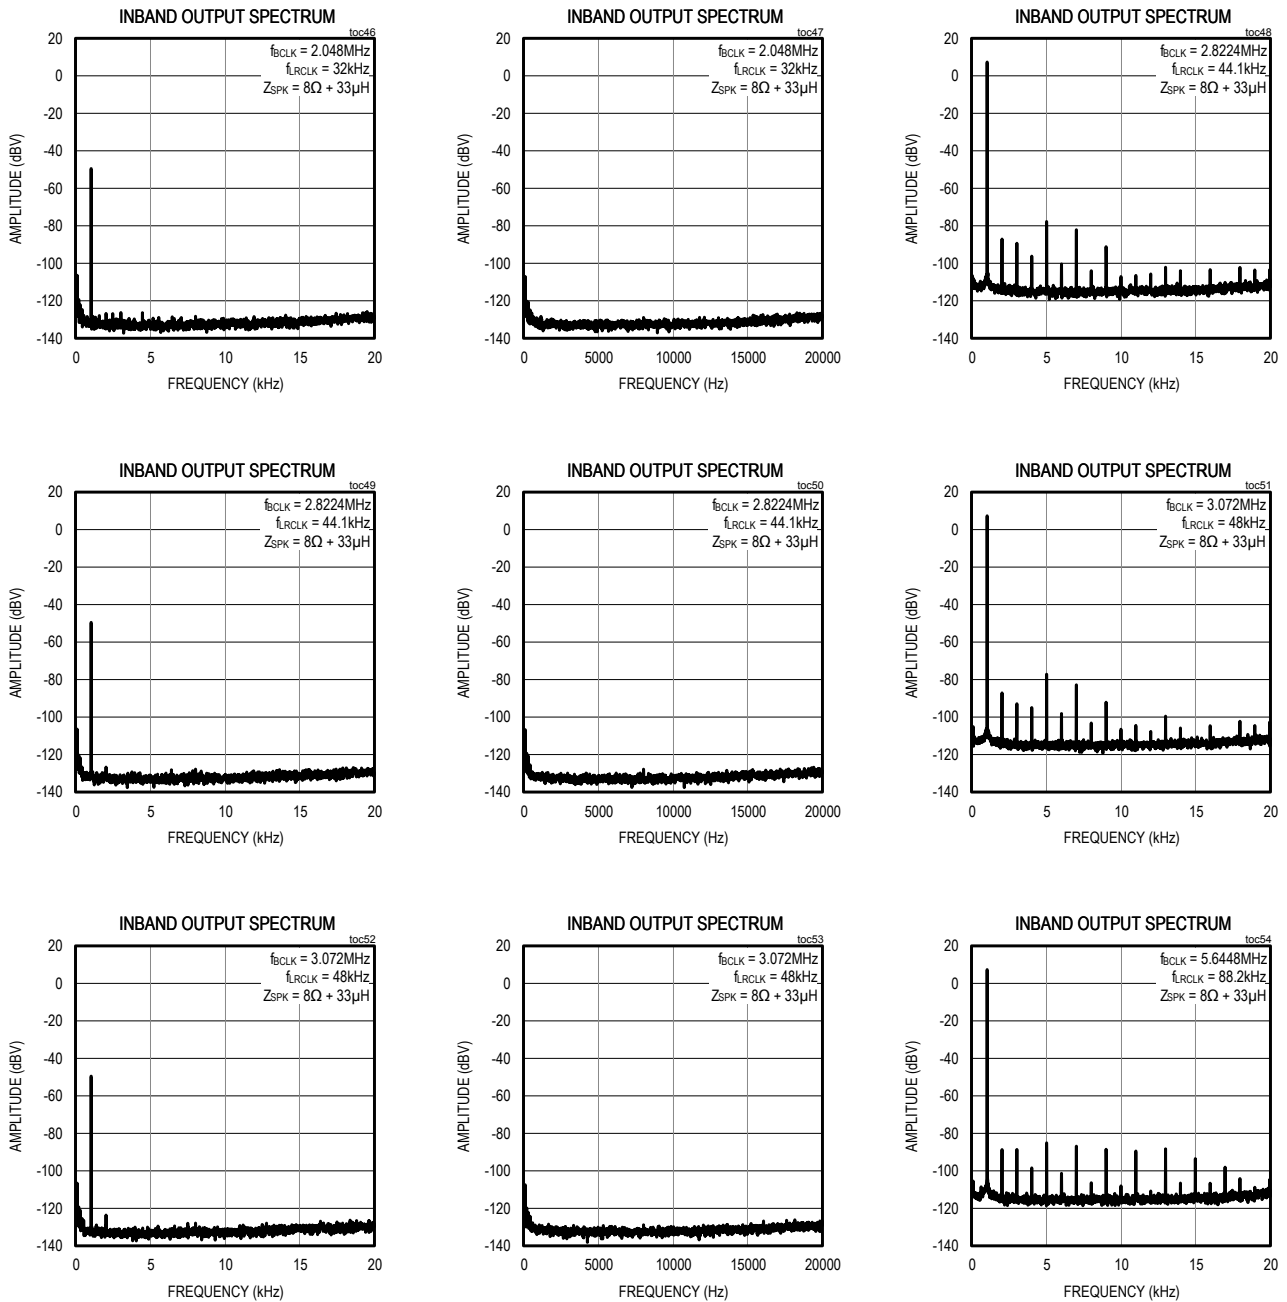 INBAND OUTPUT SPECTRUM
toc46
fBCLK = 2.048MHz
fLRCLK = 32kHz
ZSPK = 8Ω + 33µH
20
0
-20
-40
-60
-80
-100
-120
-140
AMPLITUDE (dBV)
0 5 10 15 20
FREQUENCY (kHz)
INBAND OUTPUT SPECTRUM
toc47
fBCLK = 2.048MHz
fLRCLK = 32kHz
ZSPK = 8Ω + 33µH
20
0
-20
-40
-60
-80
-100
-120
-140
AMPLITUDE (dBV)
0 5000 10000 15000 20000
FREQUENCY (Hz)
INBAND OUTPUT SPECTRUM
toc48
fBCLK = 2.8224MHz
fLRCLK = 44.1kHz
ZSPK = 8Ω + 33µH
20
0
-20
-40
-60
-80
-100
-120
-140
AMPLITUDE (dBV)
0 5 10 15 20
FREQUENCY (kHz)
INBAND OUTPUT SPECTRUM
toc49
fBCLK = 2.8224MHz
fLRCLK = 44.1kHz
ZSPK = 8Ω + 33µH
20
0
-20
-40
-60
-80
-100
-120
-140
AMPLITUDE (dBV)
0 5 10 15 20
FREQUENCY (kHz)
INBAND OUTPUT SPECTRUM
toc50
fBCLK = 2.8224MHz
fLRCLK = 44.1kHz
ZSPK = 8Ω + 33µH
20
0
-20
-40
-60
-80
-100
-120
-140
AMPLITUDE (dBV)
0 5000 10000 15000 20000
FREQUENCY (Hz)
INBAND OUTPUT SPECTRUM
toc51
fBCLK = 3.072MHz
fLRCLK = 48kHz
ZSPK = 8Ω + 33µH
20
0
-20
-40
-60
-80
-100
-120
-140
AMPLITUDE (dBV)
0 5 10 15 20
FREQUENCY (kHz)
INBAND OUTPUT SPECTRUM
toc52
fBCLK = 3.072MHz
fLRCLK = 48kHz
ZSPK = 8Ω + 33µH
20
0
-20
-40
-60
-80
-100
-120
-140
AMPLITUDE (dBV)
0 5 10 15 20
FREQUENCY (kHz)
INBAND OUTPUT SPECTRUM
toc53
fBCLK = 3.072MHz
fLRCLK = 48kHz
ZSPK = 8Ω + 33µH
20
0
-20
-40
-60
-80
-100
-120
-140
AMPLITUDE (dBV)
0 5000 10000 15000 20000
FREQUENCY (Hz)
INBAND OUTPUT SPECTRUM
toc54
fBCLK = 5.6448MHz
fLRCLK = 88.2kHz
ZSPK = 8Ω + 33µH
20
0
-20
-40
-60
-80
-100
-120
-140
AMPLITUDE (dBV)
0 5 10 15 20
FREQUENCY (kHz)